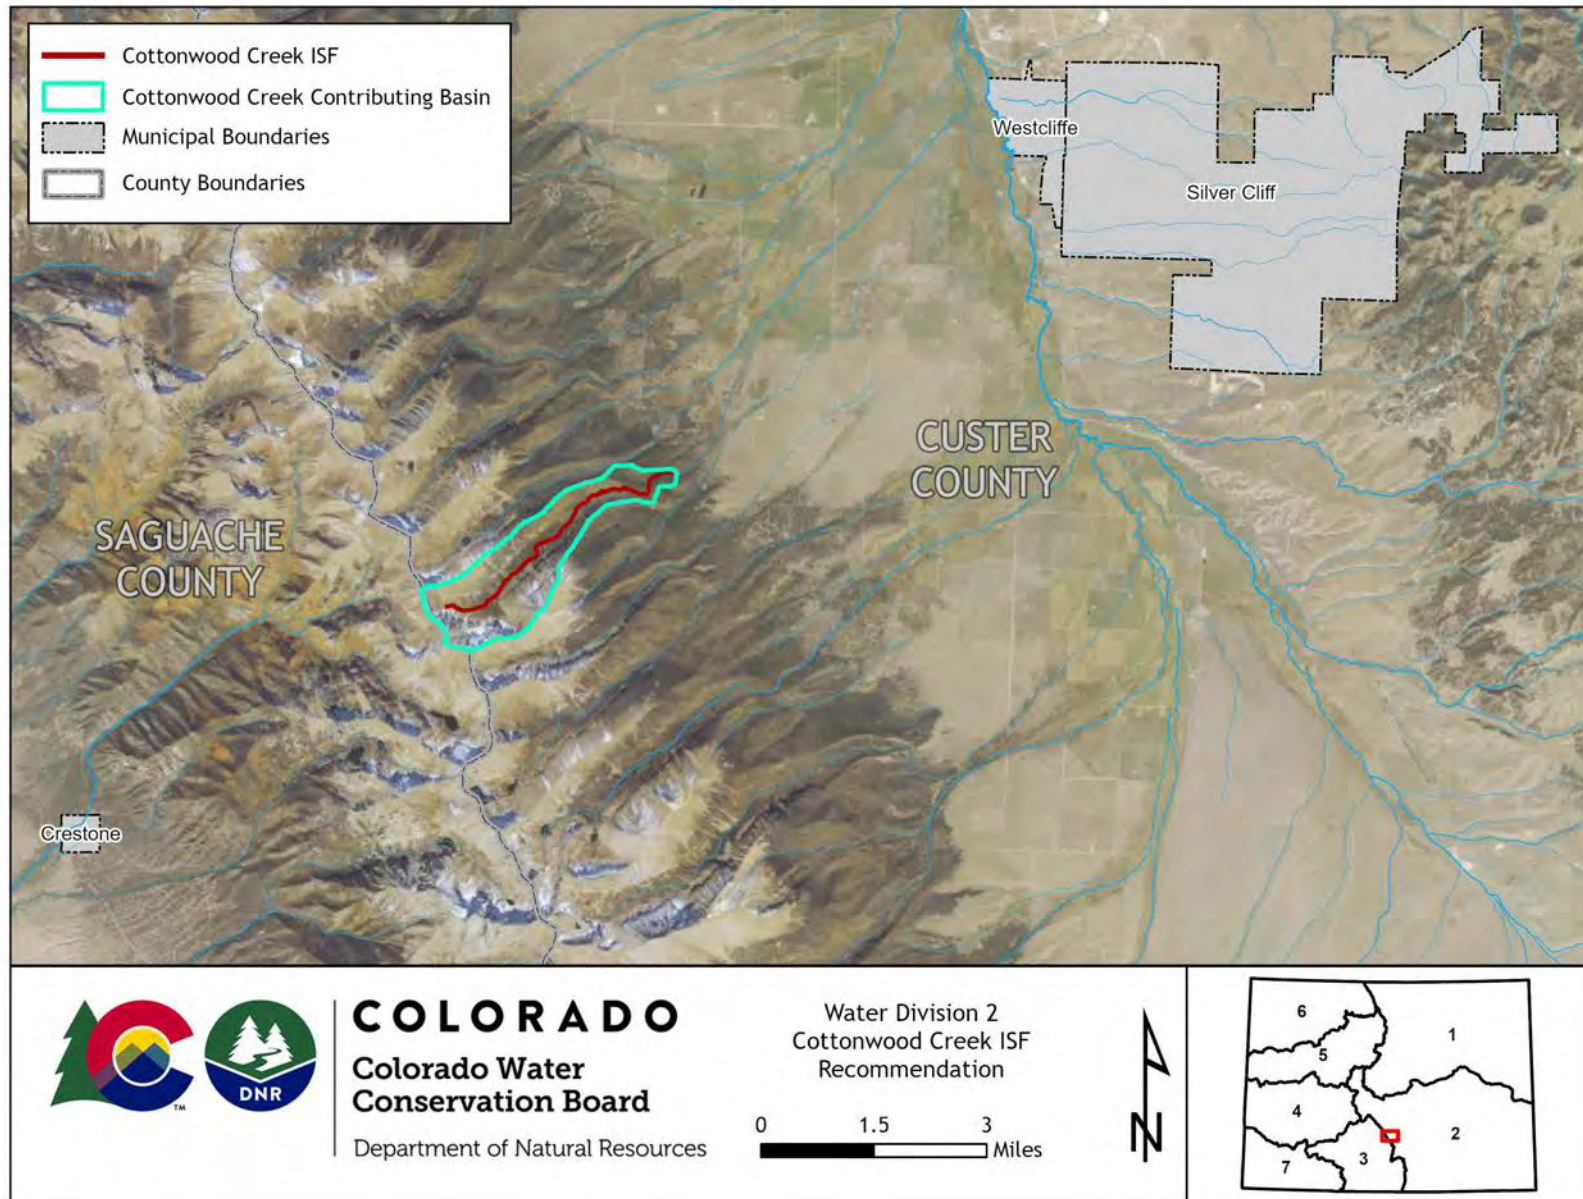 Cottonwood Creek ISF
Cottonwood Creek Contributing Basin
Municipal Boundaries
County Boundaries
Westcliffe
Silver Cliff
CUSTER
COUNTY
SAGUACHE
COUNTY
Crestone
TM
DNR
COLORADO
Colorado Water
Conservation Board
Department of Natural Resources
Water Division 2
Cottonwood Creek ISF
Recommendation
0 1.5 3
Miles
N
6
1
5
4
2
3
7